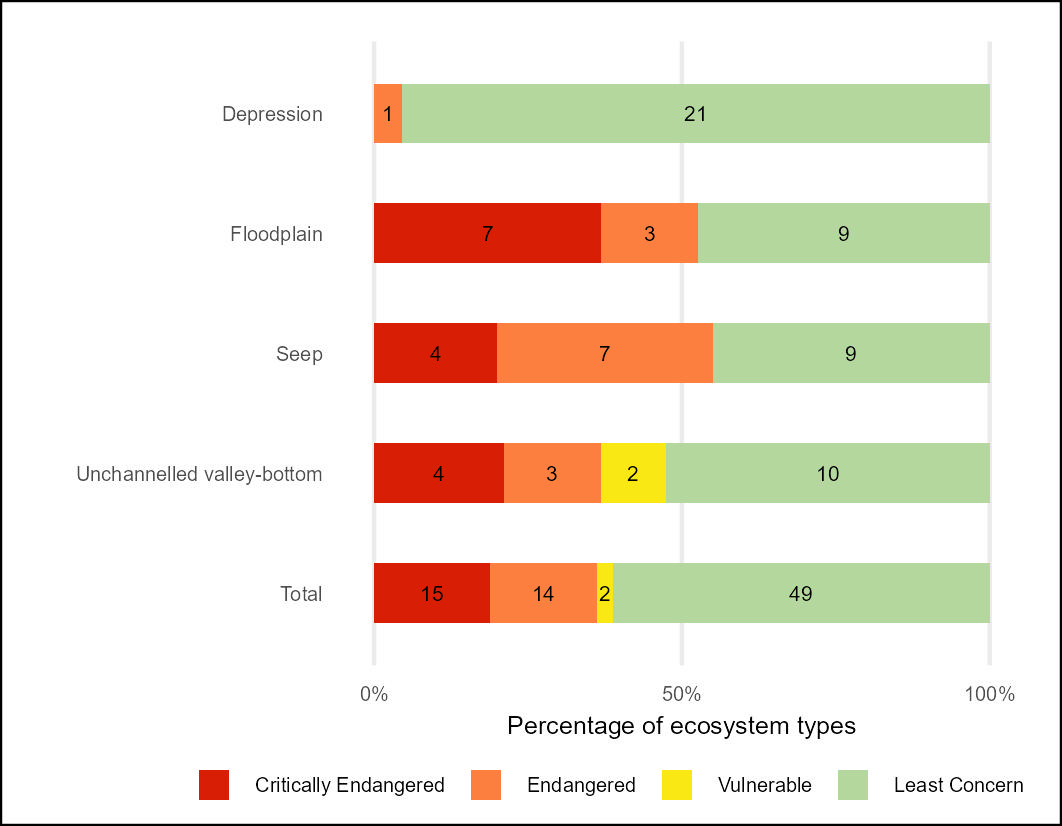 Depression 1 21
Floodplain 7 3 9
Seep 4 7 9
Unchannelled valley-bottom 4 3 2 10
Total 15 14 2 49
0% 50% 100%
Percentage of ecosystem types
Critically Endangered Endangered Vulnerable Least Concern